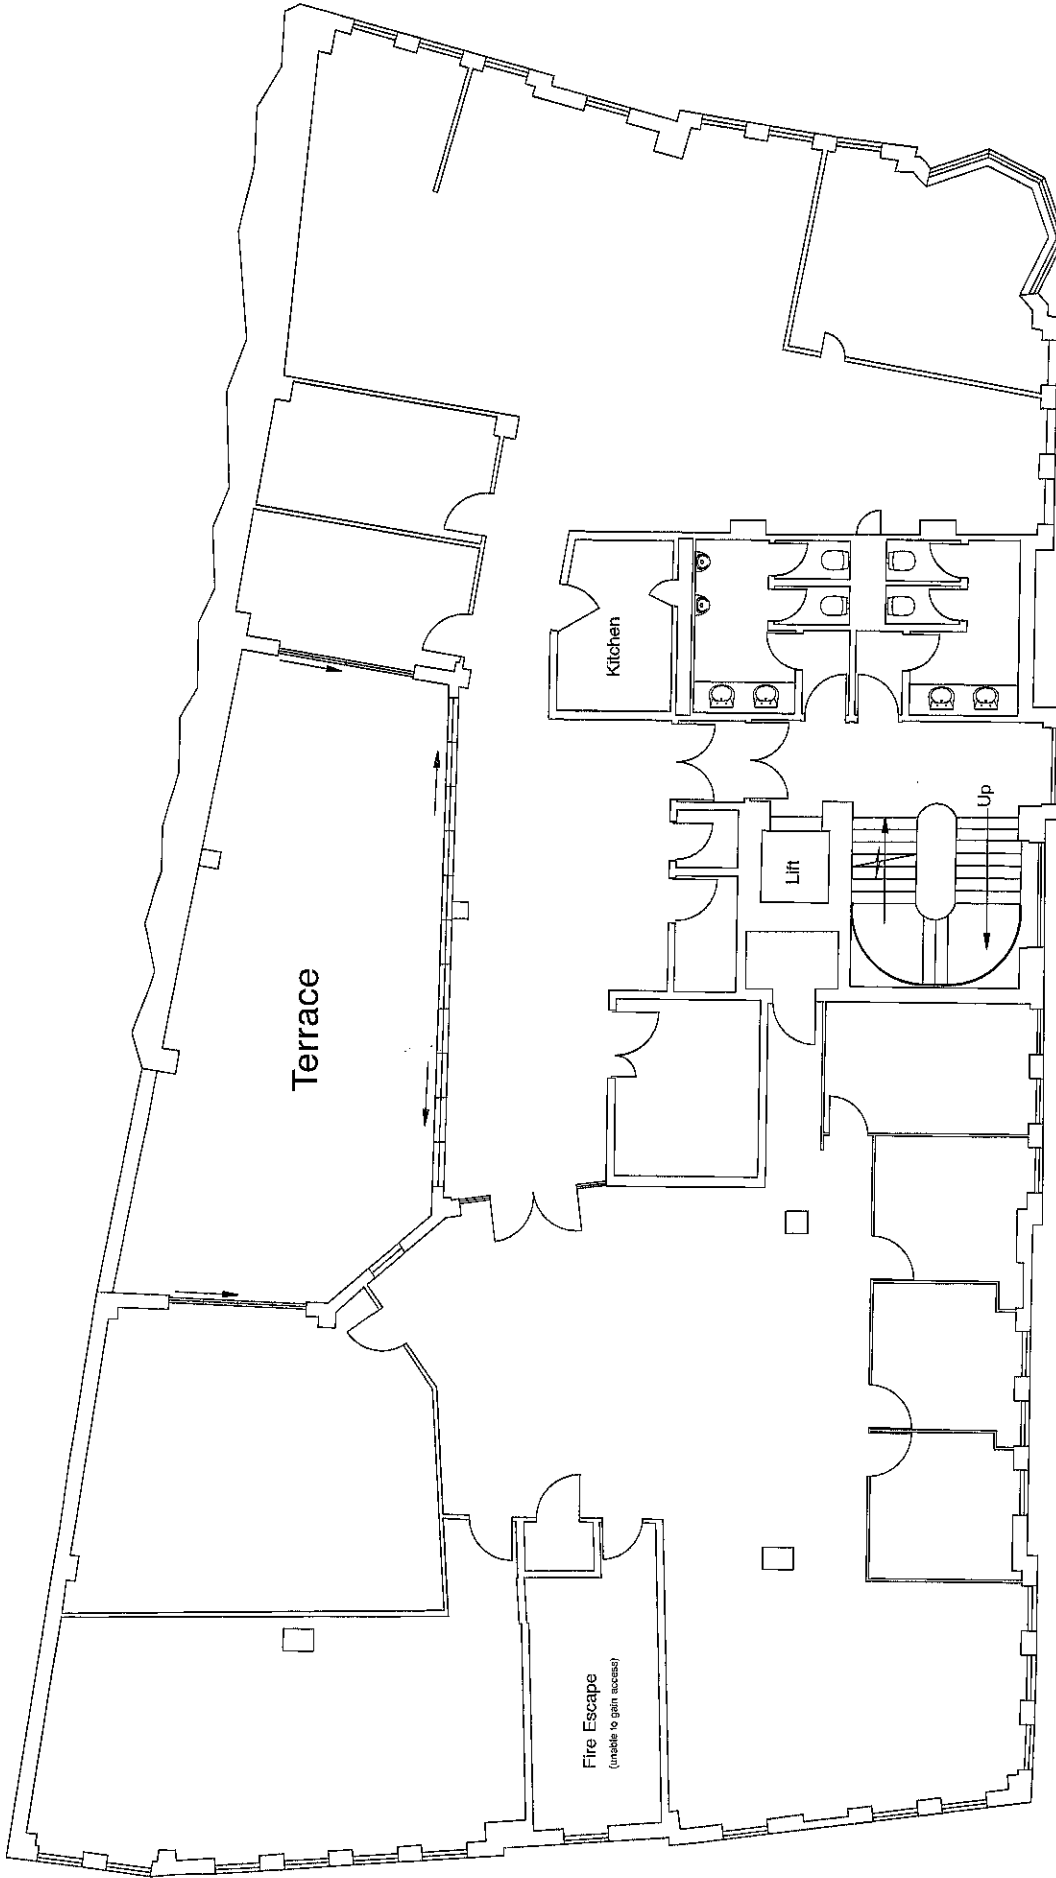 Terrace
Kitchen
Lift
Up
Fire Escape
(unable to gain access)